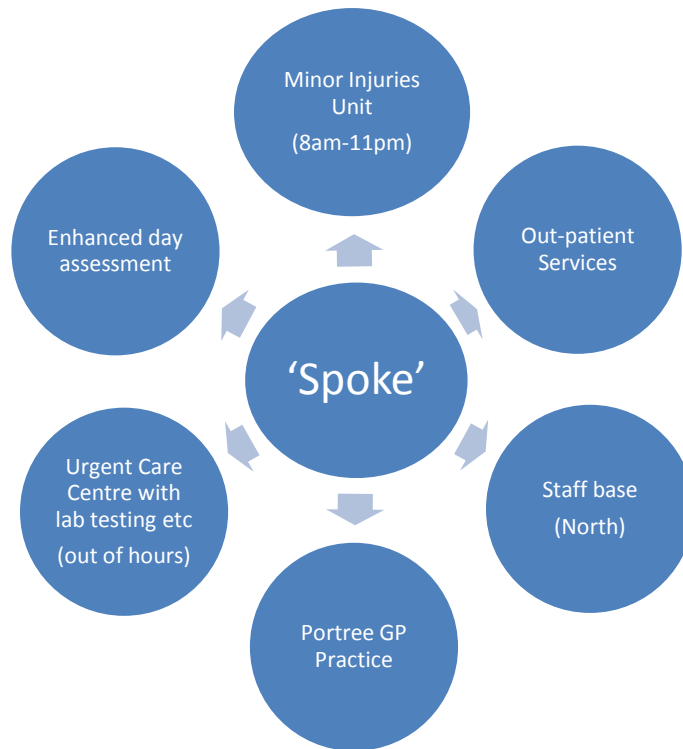 Minor Injuries
Unit
(8am-11pm)
Enhanced day
assessment
Out-patient
Services
‘Spoke’
Urgent Care
Centre with
lab testing etc
(out of hours)
Staff base
(North)
Portree GP
Practice